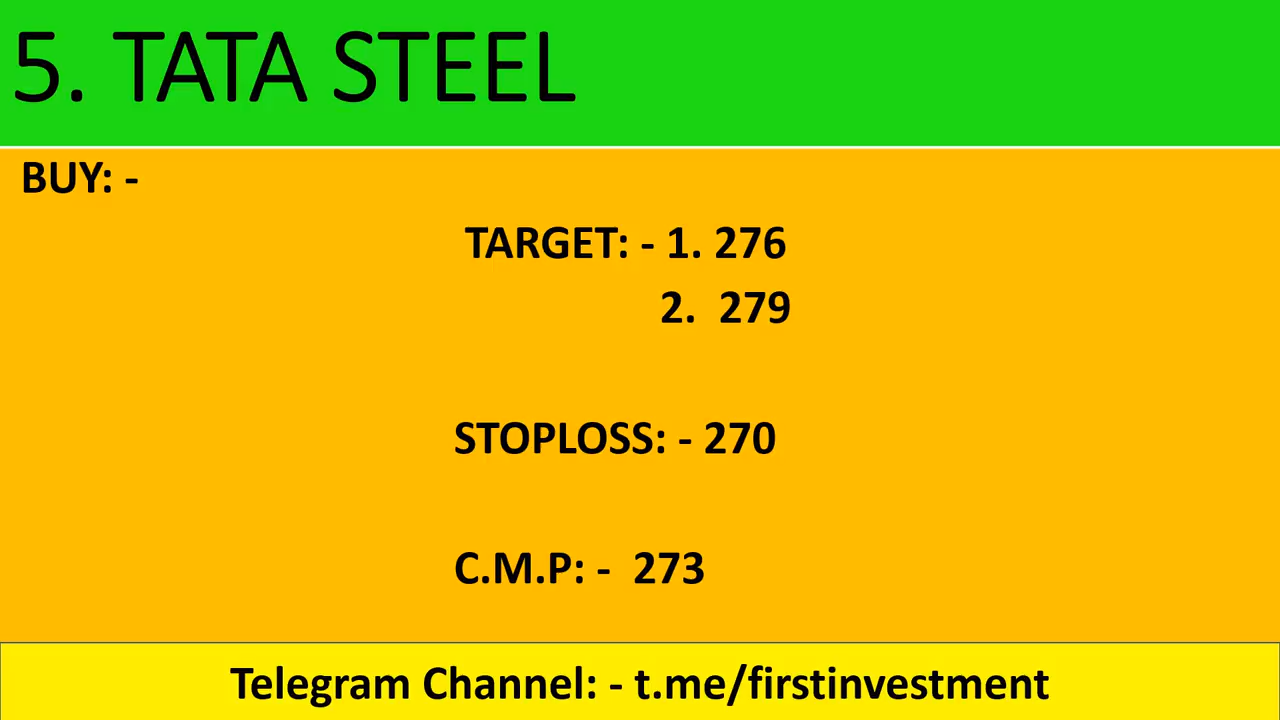 5. TATA STEEL
BUY: -
TARGET: - 1. 276
2. 279
STOPLOSS: - 270
C.M.P: - 273
Telegram Channel: - t.me/firstinvestment